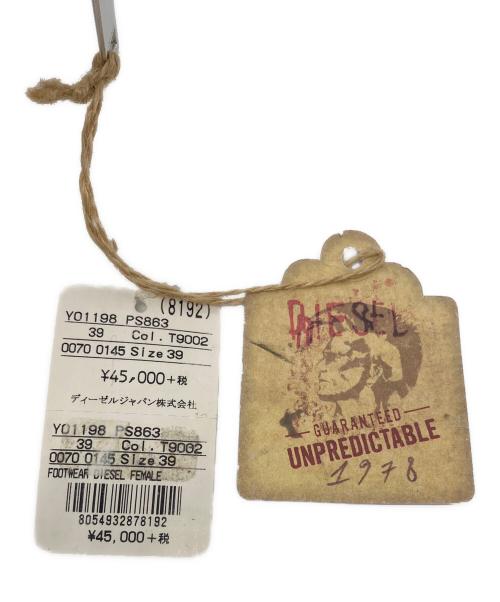 (8192)
Y01198 PS863
39 Col. T9002
0070 0145 Size 39
¥45,000+税
ディーゼルジャパン株式会社
Y01198 PS863
39 Col. T9002
0070 0145 Size 39
FOOTWEAR DIESEL FEMALE
8054932878192
¥45,000+税
DIESEL
GUARANTEED
UNPREDICTABLE
1978